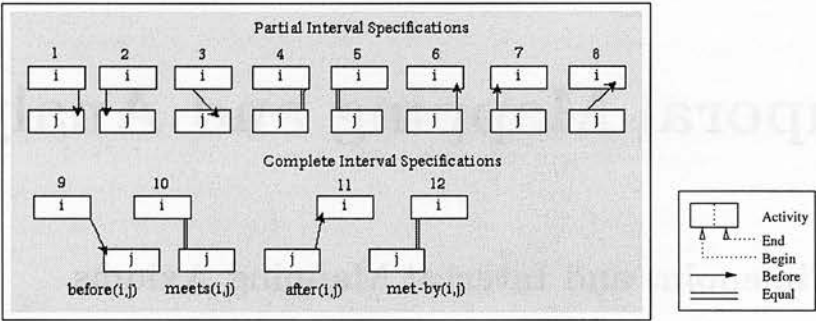 Partial Interval Specifications
1 2 3 4 5 6 7 8
i i i i i i i i
j j j j j j j j
Complete Interval Specifications
9 10 11 12
i i i i
j j j j
before(i,j) meets(i,j) after(i,j) met-by(i,j)
Activity
End
Begin
Before
Equal